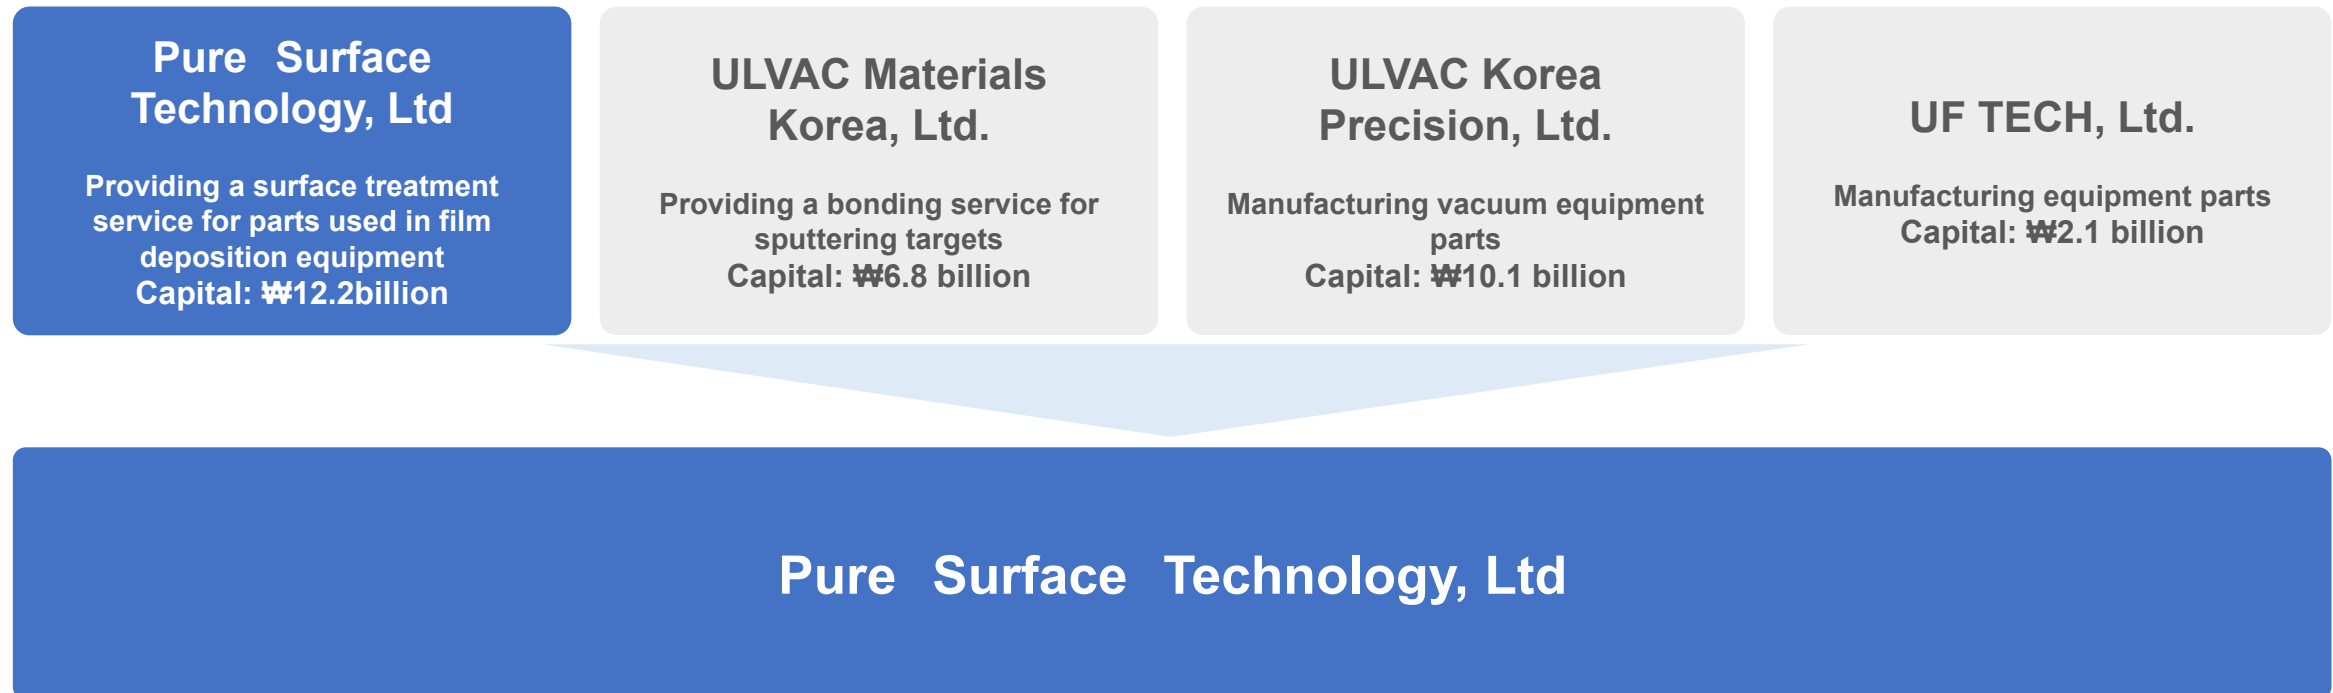 Pure Surface
Technology, Ltd
Providing a surface treatment
service for parts used in film
deposition equipment
Capital: ₩12.2billion
ULVAC Materials
Korea, Ltd.
Providing a bonding service for
sputtering targets
Capital: ₩6.8 billion
ULVAC Korea
Precision, Ltd.
Manufacturing vacuum equipment
parts
Capital: ₩10.1 billion
UF TECH, Ltd.
Manufacturing equipment parts
Capital: ₩2.1 billion
Pure Surface Technology, Ltd